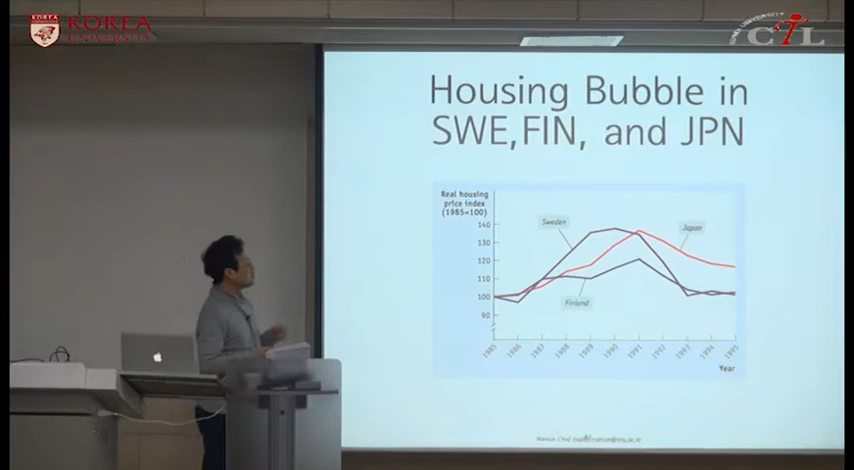 KOREA
UNIVERSITY
CTL
Housing Bubble in
SWE, FIN, and JPN
Real housing
price index
(1985=100)
140
130
120
110
100
90
Sweden
Japan
Finland
1985
1986
1987
1988
1989
1990
1991
1992
1993
1994
1995
Year